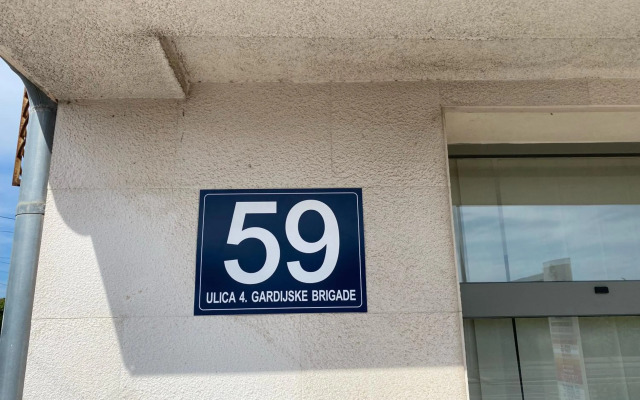 59
ULICA 4. GARDIJSKE BRIGADE